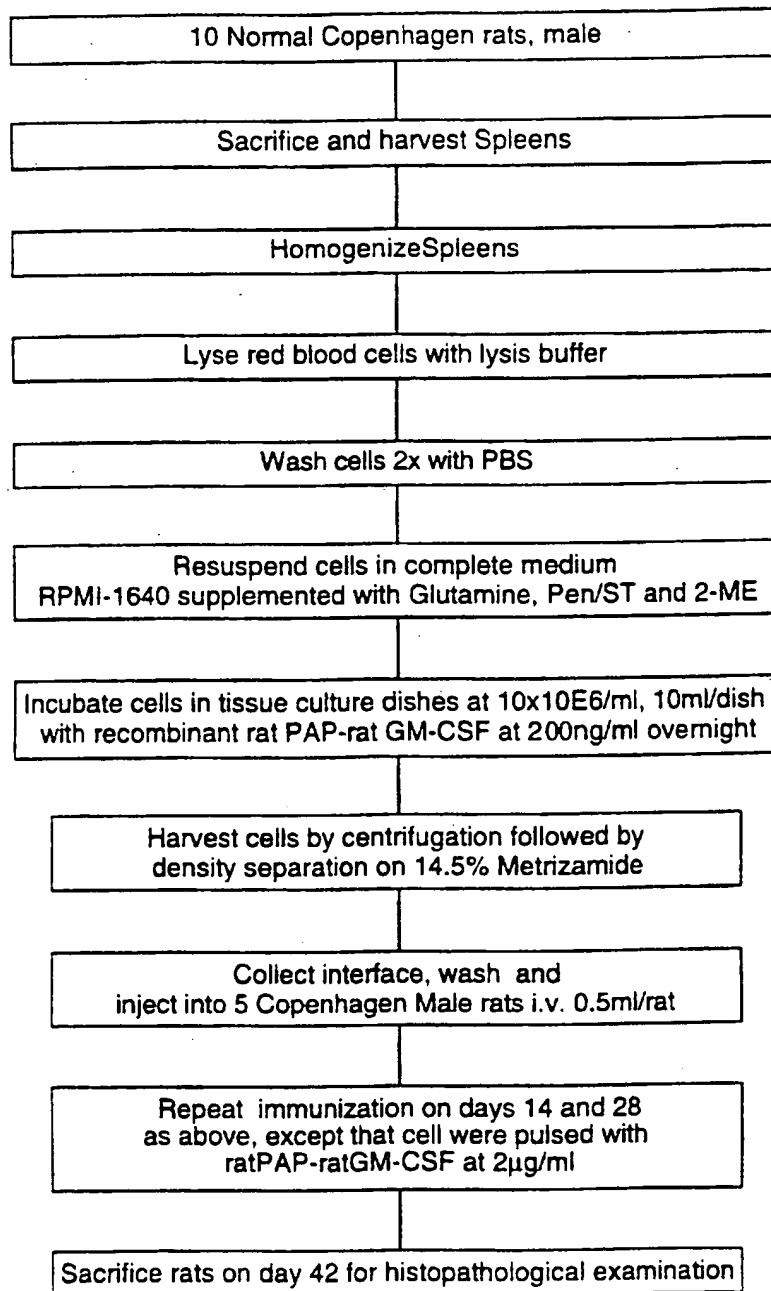 10 Normal Copenhagen rats, male
Sacrifice and harvest Spleens
HomogenizeSpleens
Lyse red blood cells with lysis buffer
Wash cells 2x with PBS
Resuspend cells in complete medium
RPMI-1640 supplemented with Glutamine, Pen/ST and 2-ME
Incubate cells in tissue culture dishes at 10x10E6/ml, 10ml/dish
with recombinant rat PAP-rat GM-CSF at 200ng/ml overnight
Harvest cells by centrifugation followed by
density separation on 14.5% Metrizamide
Collect interface, wash and
inject into 5 Copenhagen Male rats i.v. 0.5ml/rat
Repeat immunization on days 14 and 28
as above, except that cell were pulsed with
ratPAP-ratGM-CSF at 2µg/ml
Sacrifice rats on day 42 for histopathological examination